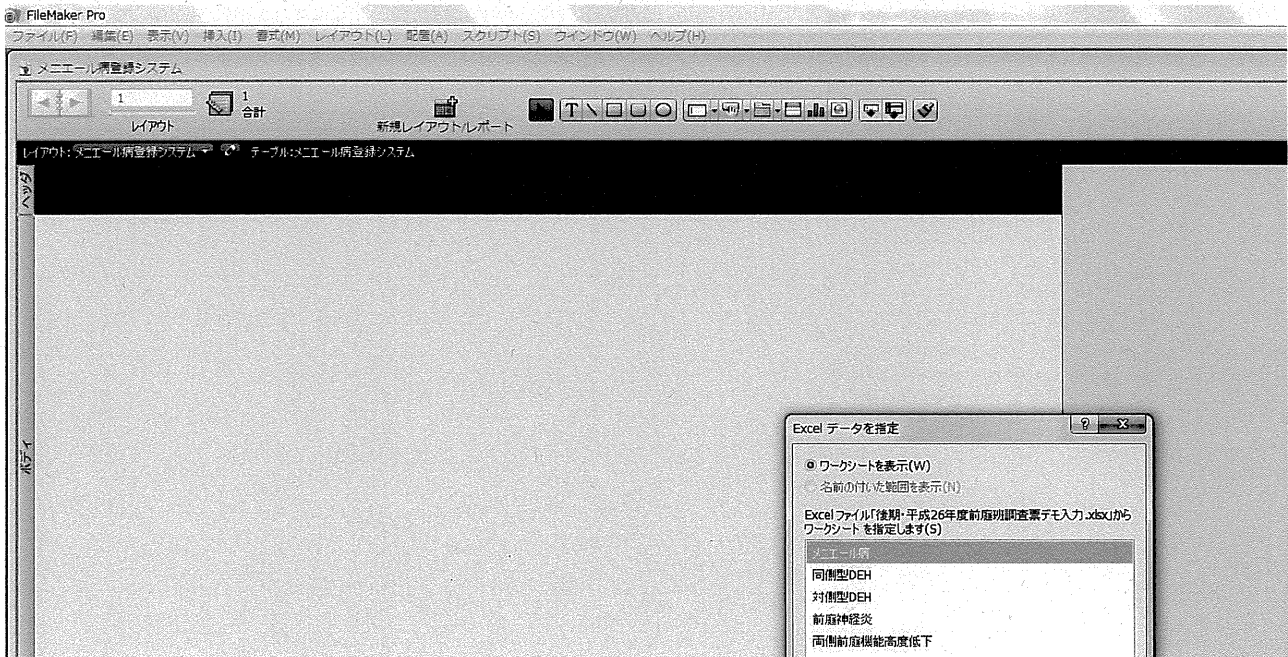 FileMaker Pro
ファイル(F) 編集(E) 表示(V) 挿入(I) 書式(M) レイアウト(L) 配置(A) スクリプト(S) ウインドウ(W) ヘルプ(H)
メニエール病登録システム
1
1
合計
レイアウト
新規レイアウト/レポート
T
レイアウト: メニエール病登録システム テーブル:メニエール病登録システム
ヘッダ
ボディ
Excel データを指定
ワークシートを表示(W)
名前の付いた範囲を表示(N)
Excel ファイル「後期・平成26年度前庭班調査票デモ入力.xlsx」から
ワークシートを指定します(S)
メニエール病
同側型DEH
対側型DEH
前庭神経炎
両側前庭機能高度低下